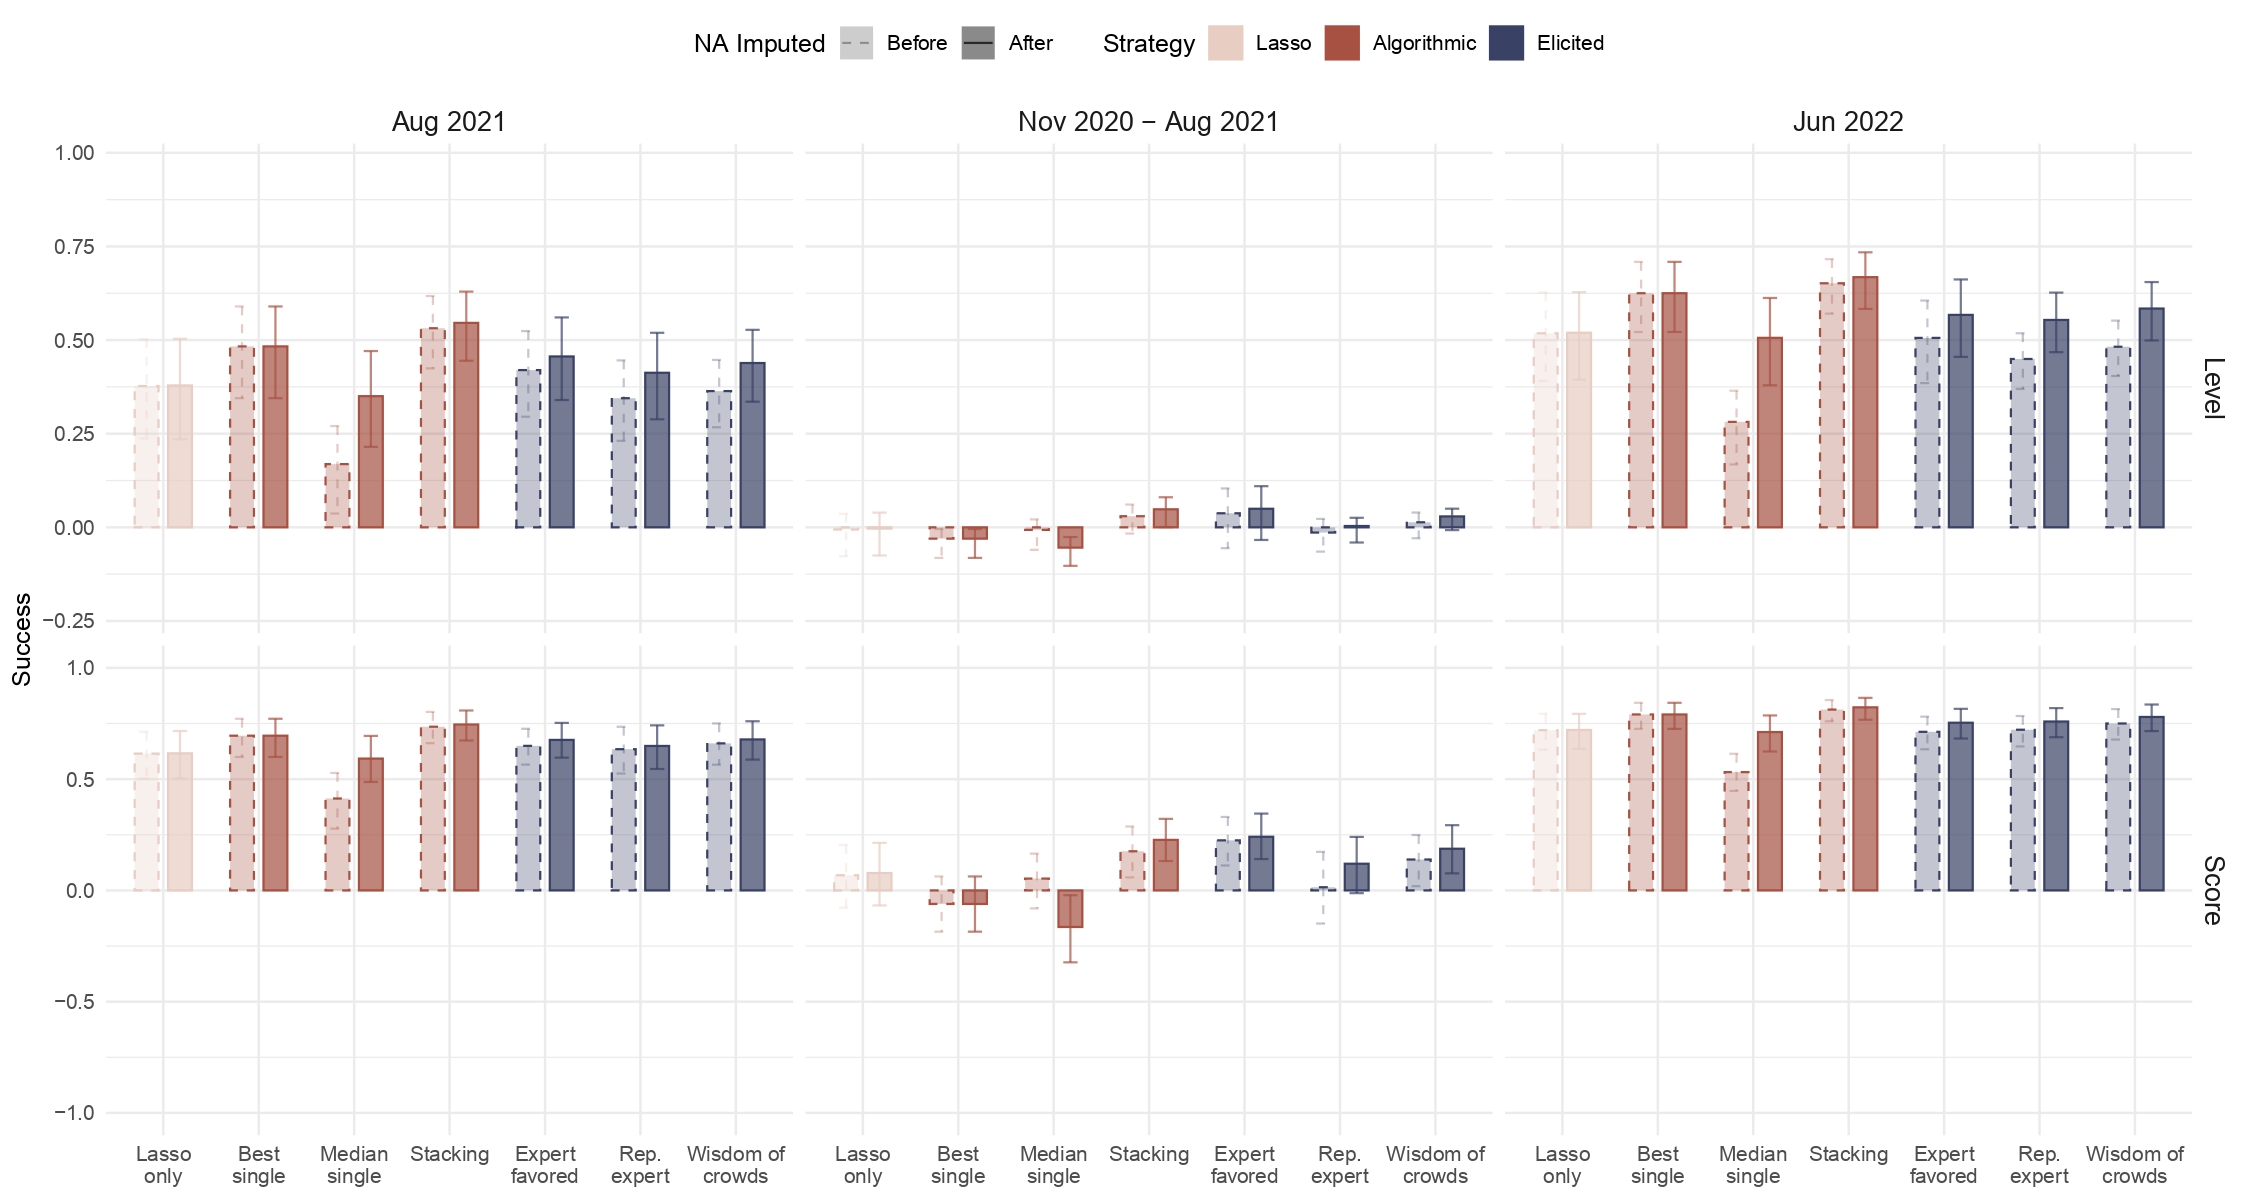 NA Imputed Before After Strategy Lasso Algorithmic Elicited
Aug 2021 Nov 2020 − Aug 2021 Jun 2022
1.00
0.75
0.50
0.25
0.00
−0.25
Level
Success
1.0
0.5
0.0
−0.5
−1.0
Score
Lasso only
Best single
Median single
Stacking
Expert favored
Rep. expert
Wisdom of crowds
Lasso only
Best single
Median single
Stacking
Expert favored
Rep. expert
Wisdom of crowds
Lasso only
Best single
Median single
Stacking
Expert favored
Rep. expert
Wisdom of crowds